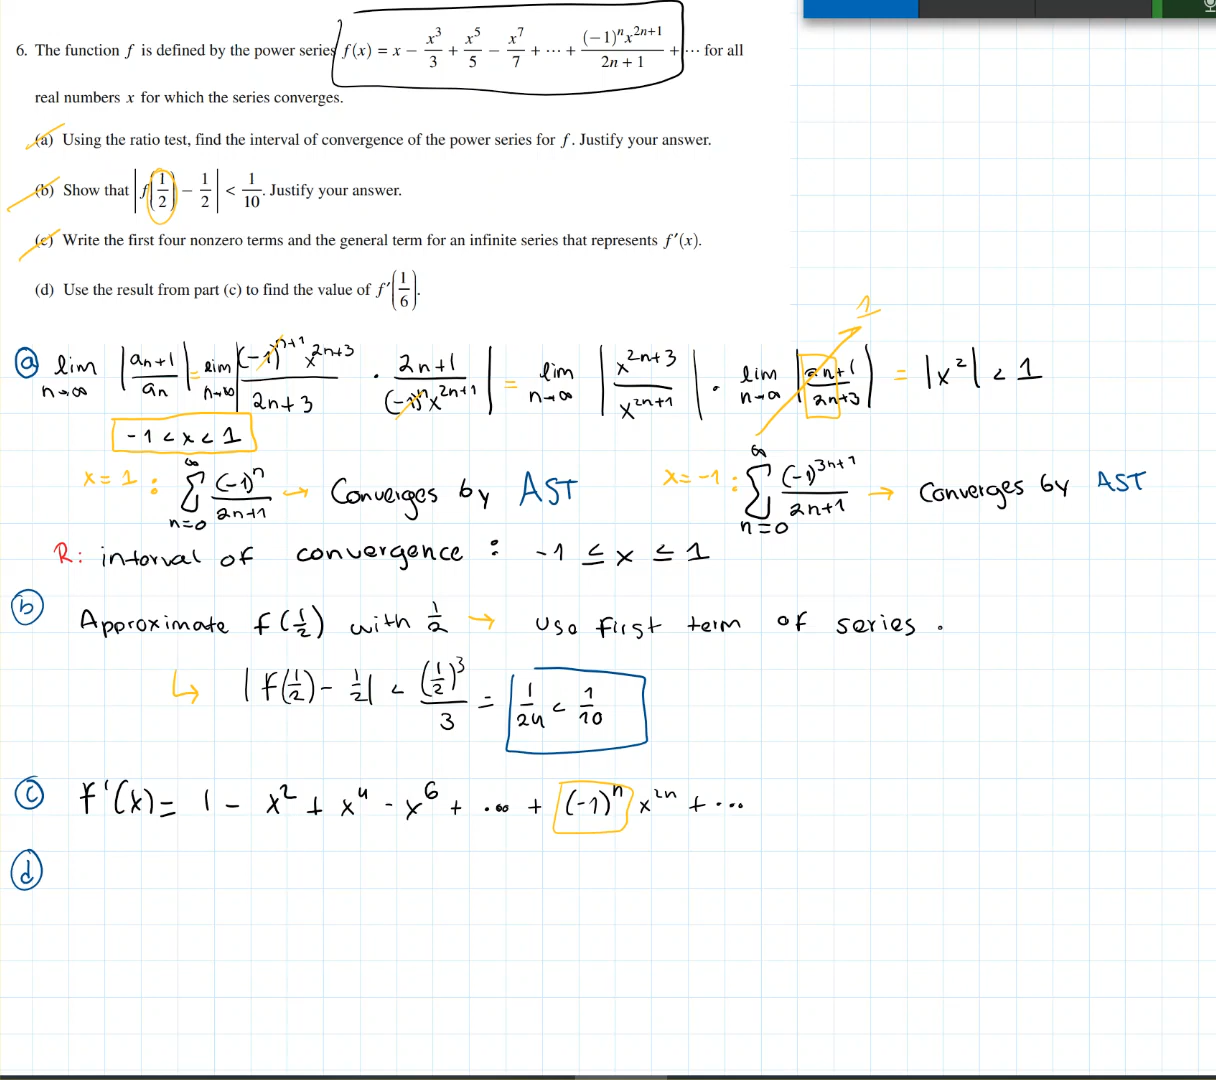 6. The function f is defined by the power series f(x) = x − x³/3 + x⁵/5 − x⁷/7 + ⋯ + (−1)ⁿx²ⁿ⁺¹/(2n + 1) + ⋯ for all
real numbers x for which the series converges.
(a) Using the ratio test, find the interval of convergence of the power series for f. Justify your answer.
(b) Show that |f(1/2) − 1/2| < 1/10. Justify your answer.
(c) Write the first four nonzero terms and the general term for an infinite series that represents f′(x).
(d) Use the result from part (c) to find the value of f′(1/6).
1
(a) lim n→∞ |an+1/an| = lim n→∞ |(-1)ⁿ⁺¹ x²ⁿ⁺³/(2n+3) · (2n+1)/((-1)ⁿx²ⁿ⁺¹)| = lim n→∞ |x²ⁿ⁺³/x²ⁿ⁺¹| · lim n→∞ |(2n+1)/(2n+3)| = |x²| < 1
-1 < x < 1
x = 1 : ∞ Σ n=0 (-1)ⁿ/(2n+1) → Converges by AST x = -1 : ∞ Σ n=0 (-1)³ⁿ⁺¹/(2n+1) → Converges by AST
R: interval of convergence : -1 ≤ x ≤ 1
(b) Approximate f(1/2) with 1/2 → Use first term of series .
↳ |f(1/2) - 1/2| < (1/2)³/3 = 1/24 < 1/10
(c) f'(x) = 1 - x² + x⁴ - x⁶ + ... + (-1)ⁿ x²ⁿ + ...
(d)